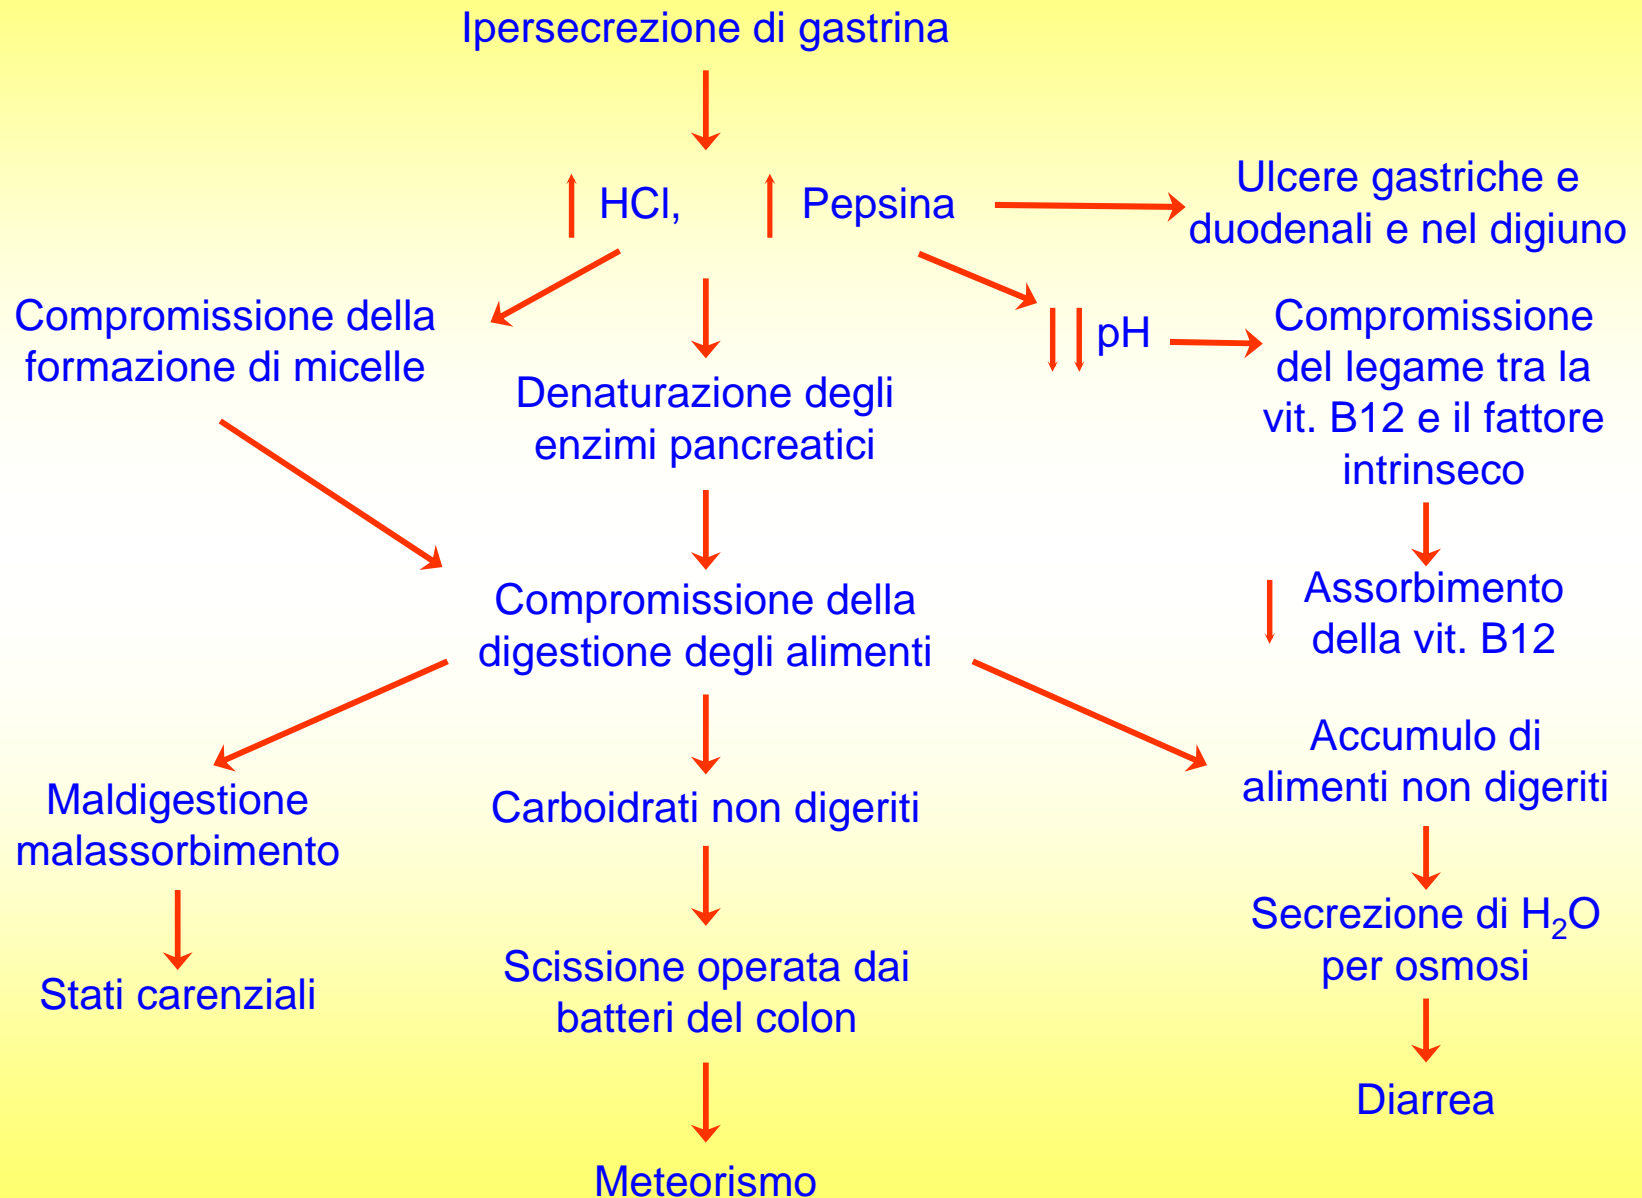 Ipersecrezione di gastrina
HCl,
Pepsina
Ulcere gastriche e
duodenali e nel digiuno
Compromissione della
formazione di micelle
Denaturazione degli
enzimi pancreatici
pH
Compromissione
del legame tra la
vit. B12 e il fattore
intrinseco
Compromissione della
digestione degli alimenti
Assorbimento
della vit. B12
Maldigestione
malassorbimento
Carboidrati non digeriti
Accumulo di
alimenti non digeriti
Stati carenziali
Scissione operata dai
batteri del colon
Secrezione di H₂O
per osmosi
Meteorismo
Diarrea